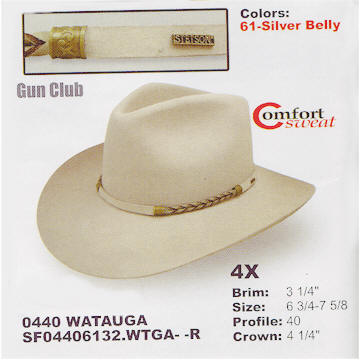 Colors:
61-Silver Belly
STETSON
Gun Club
Comfort
sweat
4X
Brim: 3 1/4"
Size: 6 3/4-7 5/8
Profile: 40
Crown: 4 1/4"
0440 WATAUGA
SF04406132.WTGA- -R